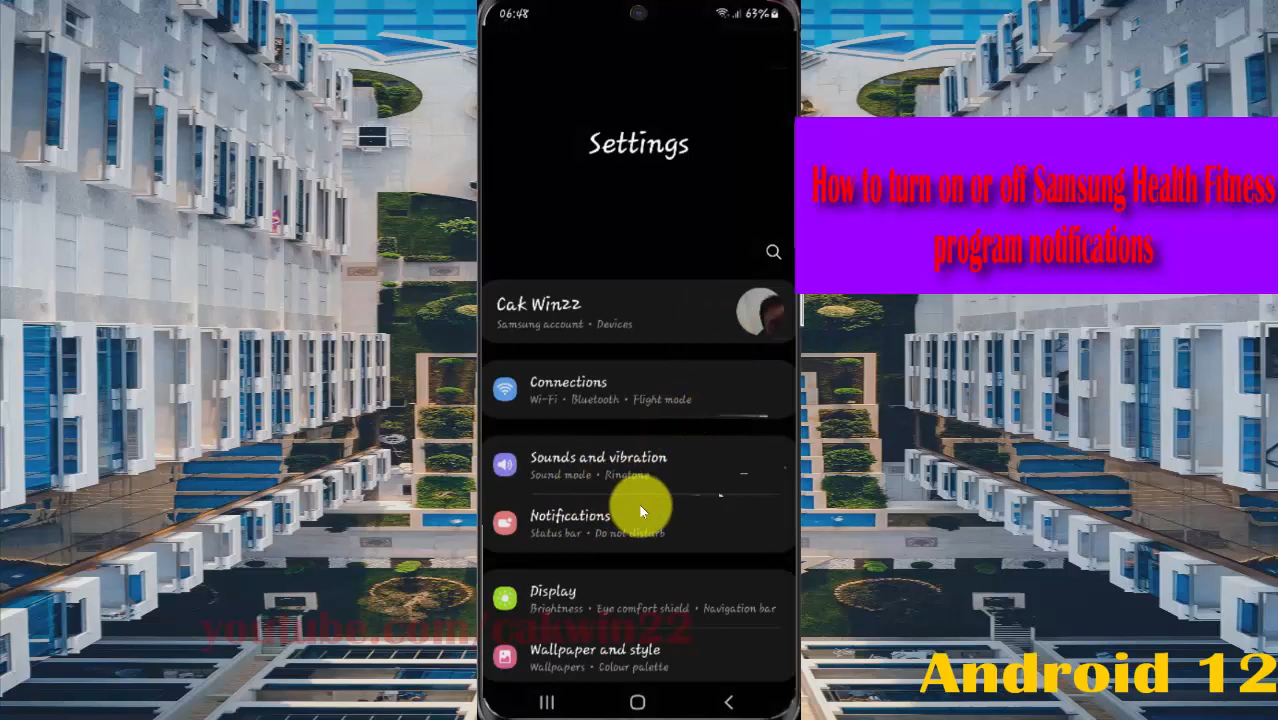 06:48
63%
Settings
How to turn on or off Samsung Health Fitness
program notifications
Cak Win22
Samsung account • Devices
Connections
Wi-Fi • Bluetooth • Flight mode
Sounds and vibration
Sound mode • Ringtone
Notifications
Status bar • Do not disturb
Display
Brightness • Eye comfort shield • Navigation bar
youtube.com/cakwin22
Wallpaper and style
Wallpapers • Colour palette
Android 12